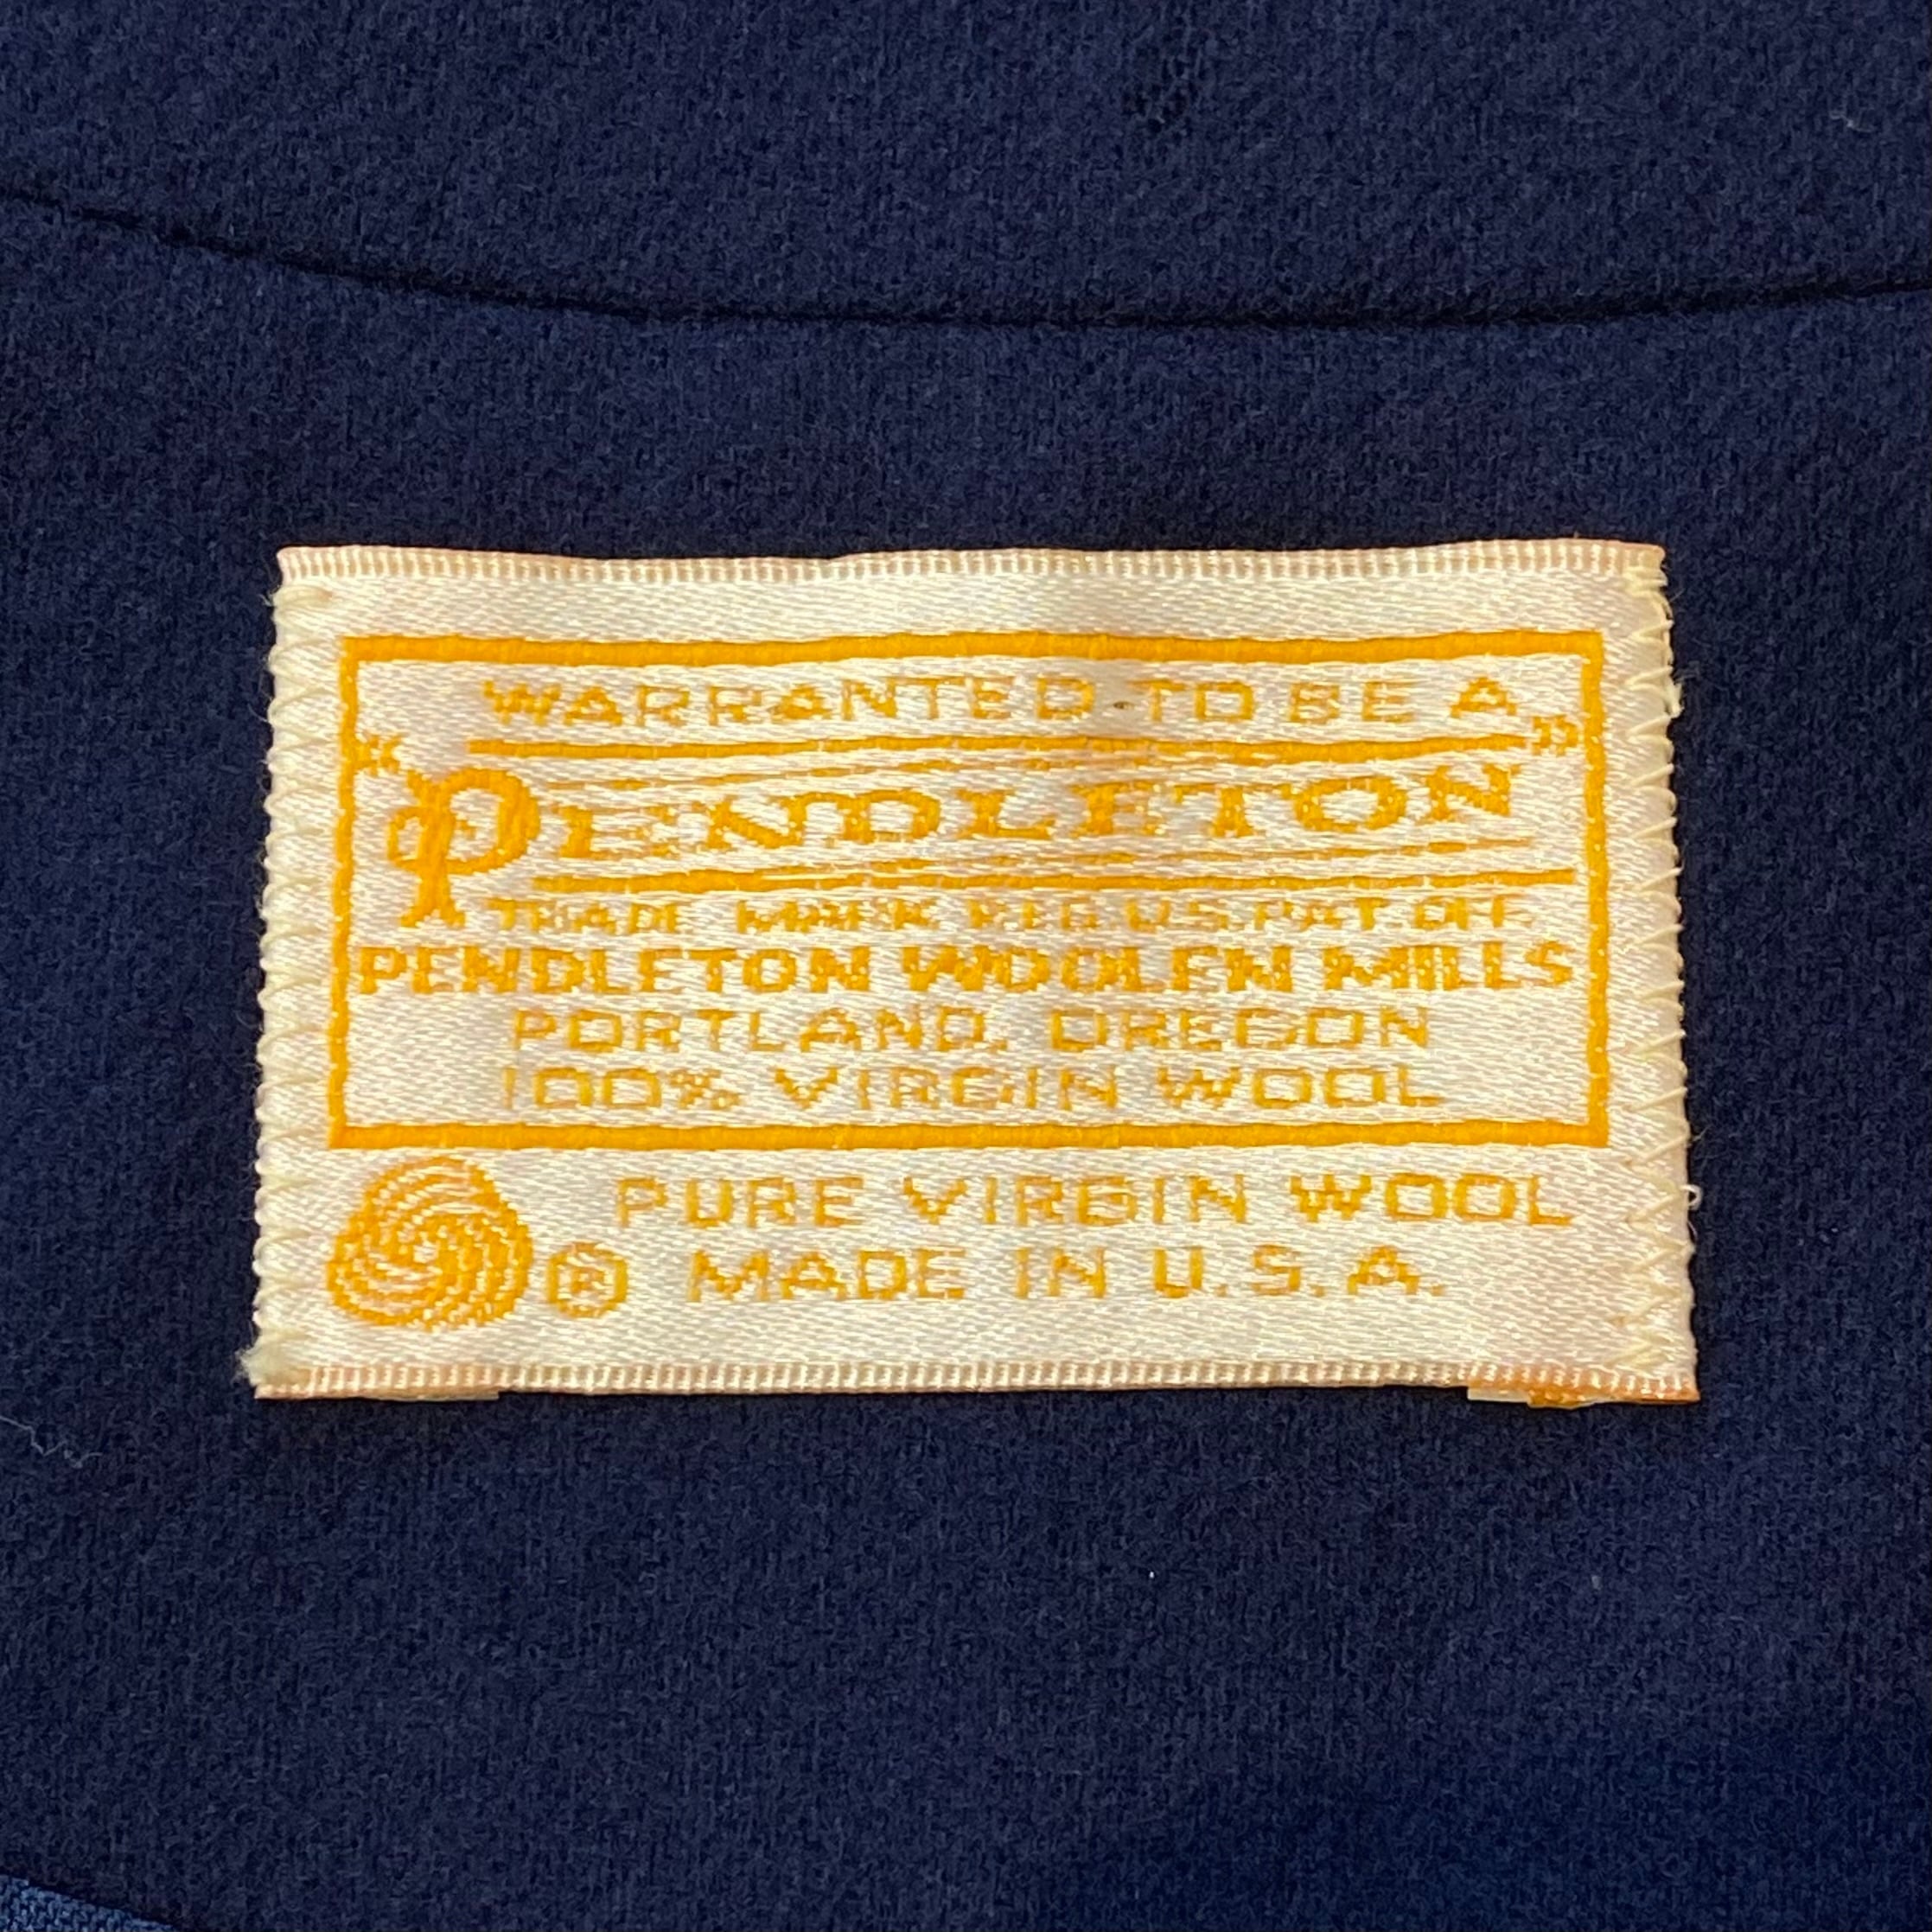 WARRANTED TO BE A
"PENDLETON"
TRADE MARK REG. U.S. PAT. OFF.
PENDLETON WOOLEN MILLS
PORTLAND, OREGON
100% VIRGIN WOOL
PURE VIRGIN WOOL
® MADE IN U.S.A.